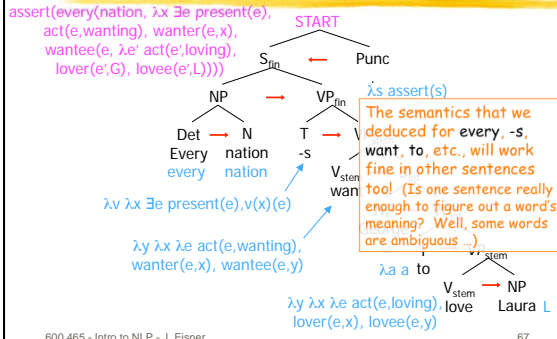 assert(every(nation, λx ∃e present(e),
act(e,wanting), wanter(e,x),
wantee(e, λe' act(e',loving),
lover(e',G), lovee(e',L))))
START
S_fin ← Punc
.
λs assert(s)
NP → VP_fin
Det → N T → V
Every nation -s
every nation
V_stem
want
λv λx ∃e present(e),v(x)(e)
The semantics that we
deduced for every, -s,
want, to, etc., will work
fine in other sentences
too! (Is one sentence really
enough to figure out a word's
meaning? Well, some words
are ambiguous ...)
λy λx λe act(e,wanting),
wanter(e,x), wantee(e,y)
λa a to
V_stem → NP
love Laura L
λy λx λe act(e,loving),
lover(e,x), lovee(e,y)
600.465 - Intro to NLP - J. Eisner 67